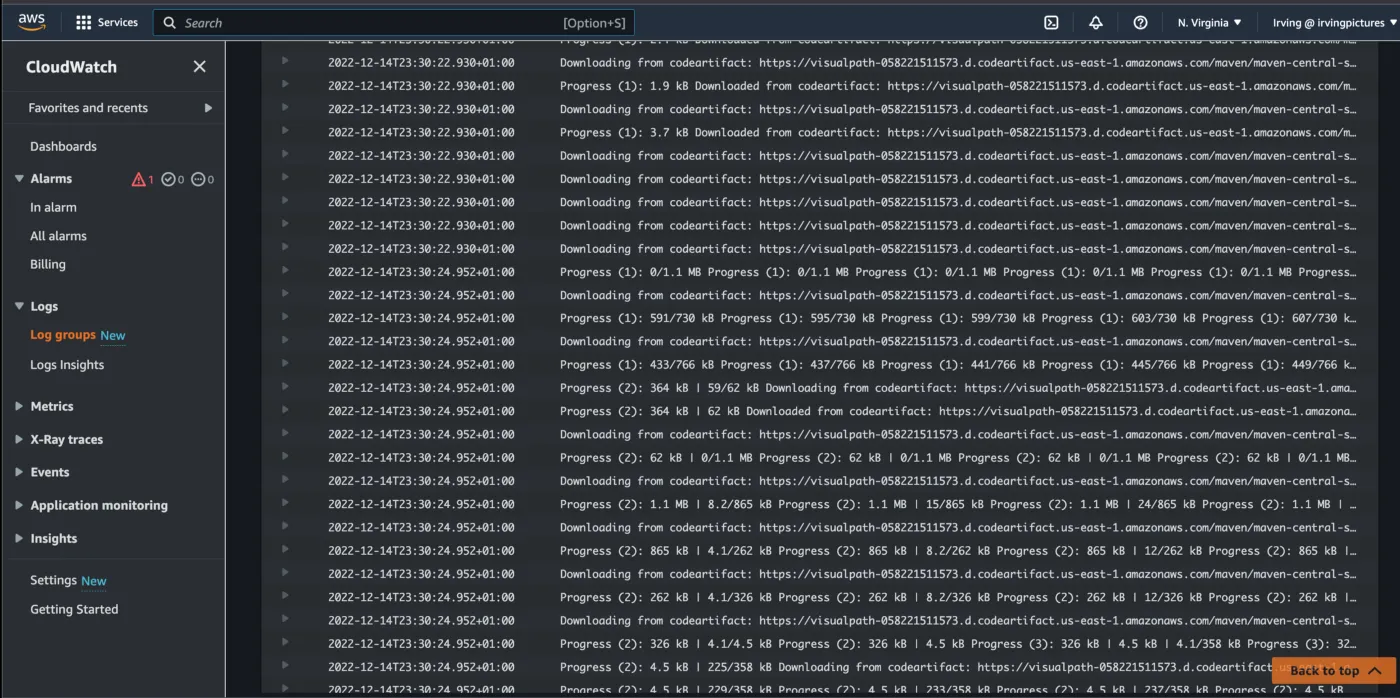 aws Services Search [Option+S] N. Virginia Irving @ irvingpictures
CloudWatch
Favorites and recents
Dashboards
Alarms 1 0 0
In alarm
All alarms
Billing
Logs
Log groups New
Logs Insights
Metrics
X-Ray traces
Events
Application monitoring
Insights
Settings New
Getting Started
2022-12-14T23:30:22.930+01:00 Downloading from codeartifact: https://visualpath-058221511573.d.codeartifact.us-east-1.amazonaws.com/maven/maven-central-s…
2022-12-14T23:30:22.930+01:00 Progress (1): 1.9 kB Downloaded from codeartifact: https://visualpath-058221511573.d.codeartifact.us-east-1.amazonaws.com/m…
2022-12-14T23:30:22.930+01:00 Downloading from codeartifact: https://visualpath-058221511573.d.codeartifact.us-east-1.amazonaws.com/maven/maven-central-s…
2022-12-14T23:30:22.930+01:00 Progress (1): 3.7 kB Downloaded from codeartifact: https://visualpath-058221511573.d.codeartifact.us-east-1.amazonaws.com/m…
2022-12-14T23:30:22.930+01:00 Downloading from codeartifact: https://visualpath-058221511573.d.codeartifact.us-east-1.amazonaws.com/maven/maven-central-s…
2022-12-14T23:30:22.930+01:00 Downloading from codeartifact: https://visualpath-058221511573.d.codeartifact.us-east-1.amazonaws.com/maven/maven-central-s…
2022-12-14T23:30:22.930+01:00 Downloading from codeartifact: https://visualpath-058221511573.d.codeartifact.us-east-1.amazonaws.com/maven/maven-central-s…
2022-12-14T23:30:22.930+01:00 Downloading from codeartifact: https://visualpath-058221511573.d.codeartifact.us-east-1.amazonaws.com/maven/maven-central-s…
2022-12-14T23:30:22.930+01:00 Downloading from codeartifact: https://visualpath-058221511573.d.codeartifact.us-east-1.amazonaws.com/maven/maven-central-s…
2022-12-14T23:30:24.952+01:00 Progress (1): 0/1.1 MB Progress (1): 0/1.1 MB Progress (1): 0/1.1 MB Progress (1): 0/1.1 MB Progress (1): 0/1.1 MB Progress…
2022-12-14T23:30:24.952+01:00 Downloading from codeartifact: https://visualpath-058221511573.d.codeartifact.us-east-1.amazonaws.com/maven/maven-central-s…
2022-12-14T23:30:24.952+01:00 Progress (1): 591/730 kB Progress (1): 595/730 kB Progress (1): 599/730 kB Progress (1): 603/730 kB Progress (1): 607/730 k…
2022-12-14T23:30:24.952+01:00 Downloading from codeartifact: https://visualpath-058221511573.d.codeartifact.us-east-1.amazonaws.com/maven/maven-central-s…
2022-12-14T23:30:24.952+01:00 Progress (1): 433/766 kB Progress (1): 437/766 kB Progress (1): 441/766 kB Progress (1): 445/766 kB Progress (1): 449/766 k…
2022-12-14T23:30:24.952+01:00 Progress (2): 364 kB | 59/62 kB Downloading from codeartifact: https://visualpath-058221511573.d.codeartifact.us-east-1.ama…
2022-12-14T23:30:24.952+01:00 Progress (2): 364 kB | 62 kB Downloaded from codeartifact: https://visualpath-058221511573.d.codeartifact.us-east-1.amazona…
2022-12-14T23:30:24.952+01:00 Downloading from codeartifact: https://visualpath-058221511573.d.codeartifact.us-east-1.amazonaws.com/maven/maven-central-s…
2022-12-14T23:30:24.952+01:00 Progress (2): 62 kB | 0/1.1 MB Progress (2): 62 kB | 0/1.1 MB Progress (2): 62 kB | 0/1.1 MB Progress (2): 62 kB | 0/1.1 MB…
2022-12-14T23:30:24.952+01:00 Downloading from codeartifact: https://visualpath-058221511573.d.codeartifact.us-east-1.amazonaws.com/maven/maven-central-s…
2022-12-14T23:30:24.952+01:00 Progress (2): 1.1 MB | 8.2/865 kB Progress (2): 1.1 MB | 15/865 kB Progress (2): 1.1 MB | 24/865 kB Progress (2): 1.1 MB | …
2022-12-14T23:30:24.952+01:00 Downloading from codeartifact: https://visualpath-058221511573.d.codeartifact.us-east-1.amazonaws.com/maven/maven-central-s…
2022-12-14T23:30:24.952+01:00 Progress (2): 865 kB | 4.1/262 kB Progress (2): 865 kB | 8.2/262 kB Progress (2): 865 kB | 12/262 kB Progress (2): 865 kB |…
2022-12-14T23:30:24.952+01:00 Downloading from codeartifact: https://visualpath-058221511573.d.codeartifact.us-east-1.amazonaws.com/maven/maven-central-s…
2022-12-14T23:30:24.952+01:00 Progress (2): 262 kB | 4.1/326 kB Progress (2): 262 kB | 8.2/326 kB Progress (2): 262 kB | 12/326 kB Progress (2): 262 kB |…
2022-12-14T23:30:24.952+01:00 Downloading from codeartifact: https://visualpath-058221511573.d.codeartifact.us-east-1.amazonaws.com/maven/maven-central-s…
2022-12-14T23:30:24.952+01:00 Progress (2): 326 kB | 4.1/4.5 kB Progress (2): 326 kB | 4.5 kB Progress (3): 326 kB | 4.5 kB | 4.1/358 kB Progress (3): 32…
2022-12-14T23:30:24.952+01:00 Progress (2): 4.5 kB | 225/358 kB Downloading from codeartifact: https://visualpath-058221511573.d.codeartifact
2022-12-14T23:30:24.952+01:00 Progress (2): 4.5 kB | 229/358 kB Progress (2): 4.5 kB | 233/358 kB Progress (2): 4.5 kB | 237/358 kB Progress (2): 4.5 kB
Back to top